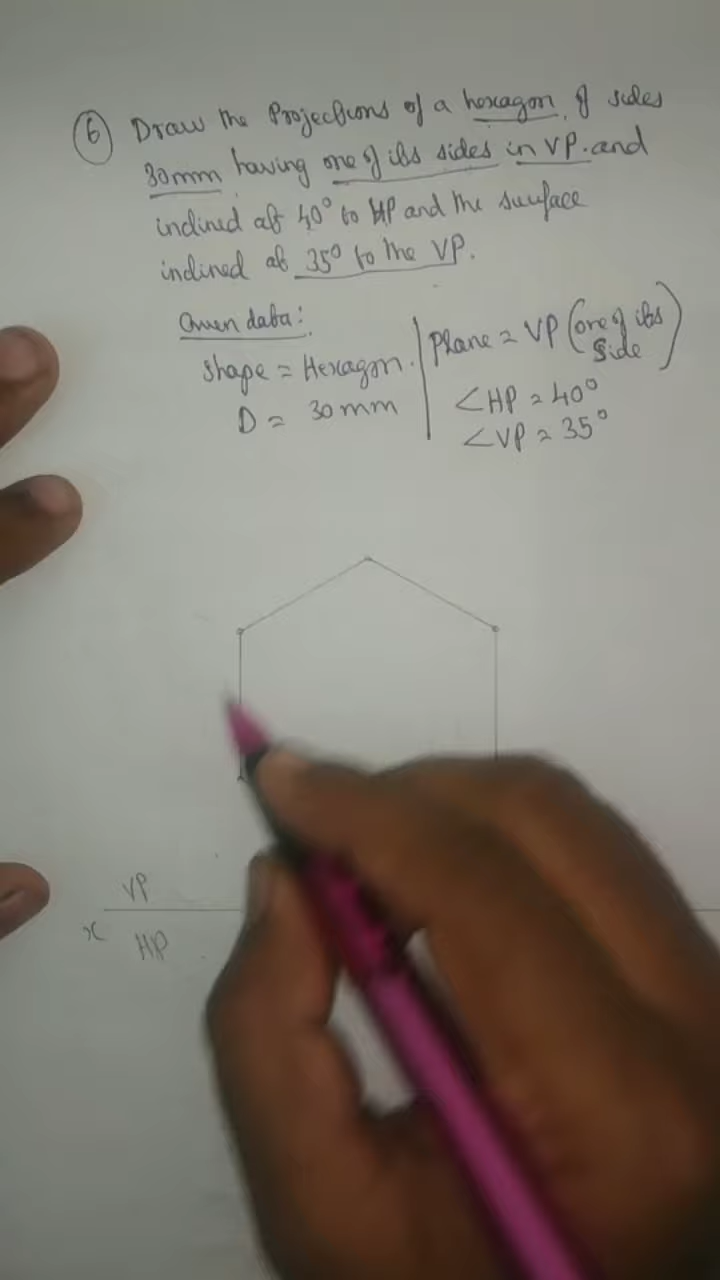 6 Draw the Projections of a hexagon of sides
30mm having one of its sides in VP. and
inclined at 40° to HP and the surface
inclined at 35° to the VP.
Given data:
Shape = Hexagon.
D = 30mm
Plane = VP (one of its
side)
∠HP = 40°
∠VP = 35°
VP
x
HP